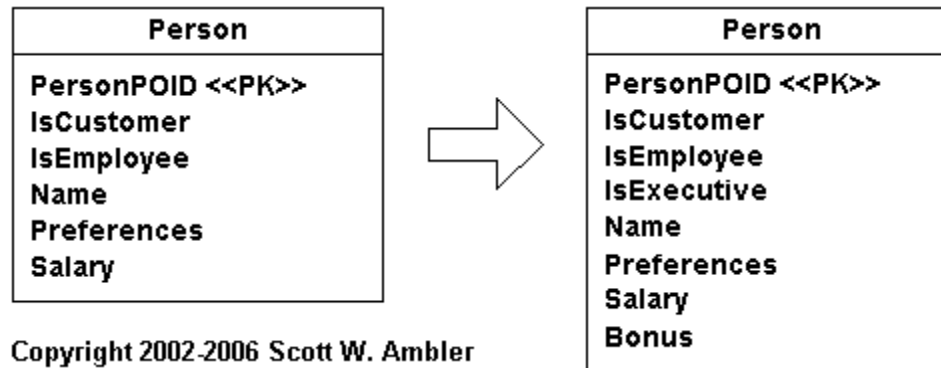 Person
PersonPOID <<PK>>
IsCustomer
IsEmployee
Name
Preferences
Salary
Person
PersonPOID <<PK>>
IsCustomer
IsEmployee
IsExecutive
Name
Preferences
Salary
Bonus
Copyright 2002-2006 Scott W. Ambler